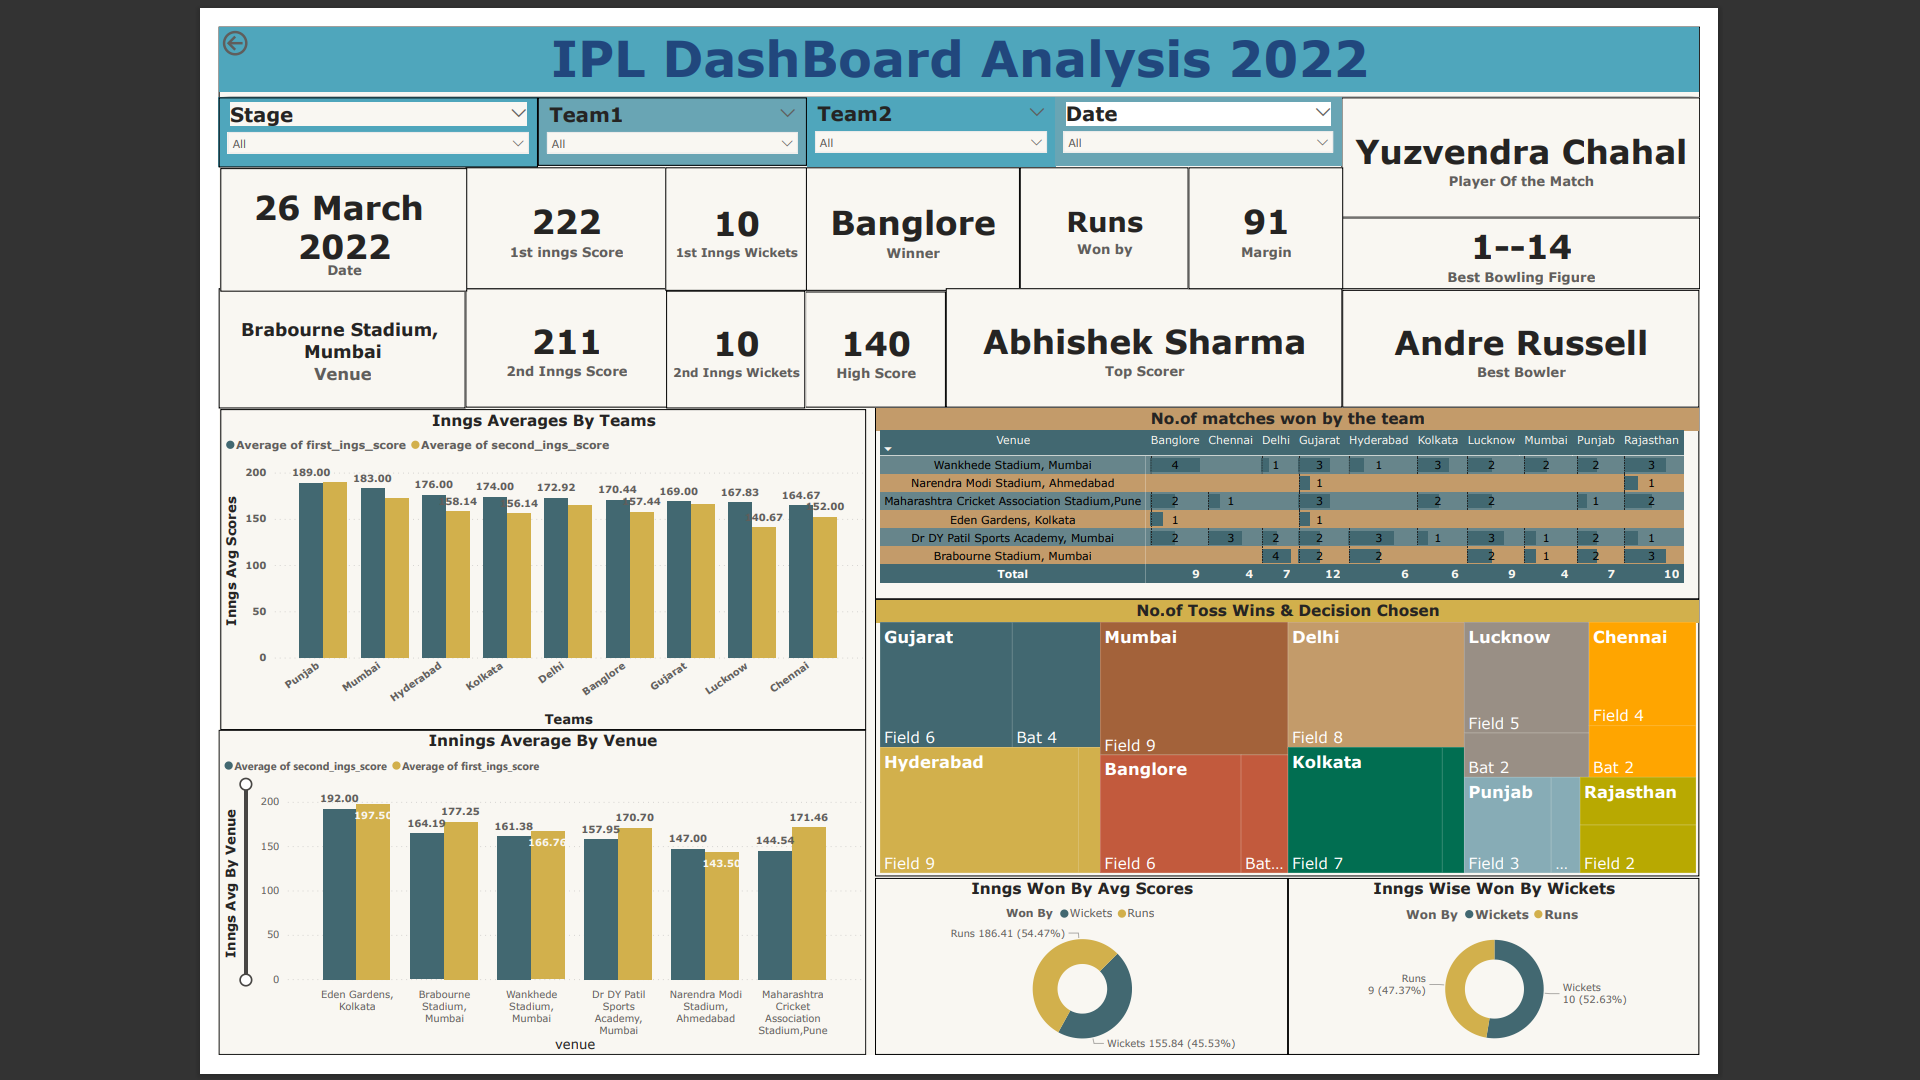 IPL DashBoard Analysis 2022
Stage
All
Team1
All
Team2
All
Date
All
Yuzvendra Chahal
Player Of the Match
26 March
2022
Date
222
1st inngs Score
10
1st Inngs Wickets
Banglore
Winner
Runs
Won by
91
Margin
1--14
Best Bowling Figure
Brabourne Stadium,
Mumbai
Venue
211
2nd Inngs Score
10
2nd Inngs Wickets
140
High Score
Abhishek Sharma
Top Scorer
Andre Russell
Best Bowler
Inngs Averages By Teams
Average of first_ings_score Average of second_ings_score
Inngs Avg Scores
200
150
100
50
0
189.00
183.00
176.00
58.14
174.00
56.14
172.92
170.44
157.44
169.00
167.83
40.67
164.67
52.00
Punjab
Mumbai
Hyderabad
Kolkata
Delhi
Banglore
Gujarat
Lucknow
Chennai
Teams
No.of matches won by the team
Venue Banglore Chennai Delhi Gujarat Hyderabad Kolkata Lucknow Mumbai Punjab Rajasthan
Wankhede Stadium, Mumbai 4 1 3 1 3 2 2 2 3
Narendra Modi Stadium, Ahmedabad 1 1
Maharashtra Cricket Association Stadium,Pune 2 1 3 2 2 1 2
Eden Gardens, Kolkata 1 1
Dr DY Patil Sports Academy, Mumbai 2 3 2 2 3 1 3 1 2 1
Brabourne Stadium, Mumbai 4 2 2 2 1 2 3
Total 9 4 7 12 6 6 9 4 7 10
No.of Toss Wins & Decision Chosen
Gujarat
Field 6
Bat 4
Mumbai
Field 9
Delhi
Field 8
Lucknow
Field 5
Bat 2
Chennai
Field 4
Bat 2
Hyderabad
Field 9
Banglore
Field 6
Bat...
Kolkata
Field 7
Punjab
Field 3
...
Rajasthan
Field 2
Innings Average By Venue
Average of second_ings_score Average of first_ings_score
Inngs Avg By Venue
200
150
100
50
0
192.00
197.50
164.19
177.25
161.38
166.76
157.95
170.70
147.00
143.50
144.54
171.46
Eden Gardens,
Kolkata
Brabourne
Stadium,
Mumbai
Wankhede
Stadium,
Mumbai
Dr DY Patil
Sports
Academy,
Mumbai
Narendra Modi
Stadium,
Ahmedabad
Maharashtra
Cricket
Association
Stadium,Pune
venue
Inngs Won By Avg Scores
Won By Wickets Runs
Runs 186.41 (54.47%)
Wickets 155.84 (45.53%)
Inngs Wise Won By Wickets
Won By Wickets Runs
Runs
9 (47.37%)
Wickets
10 (52.63%)